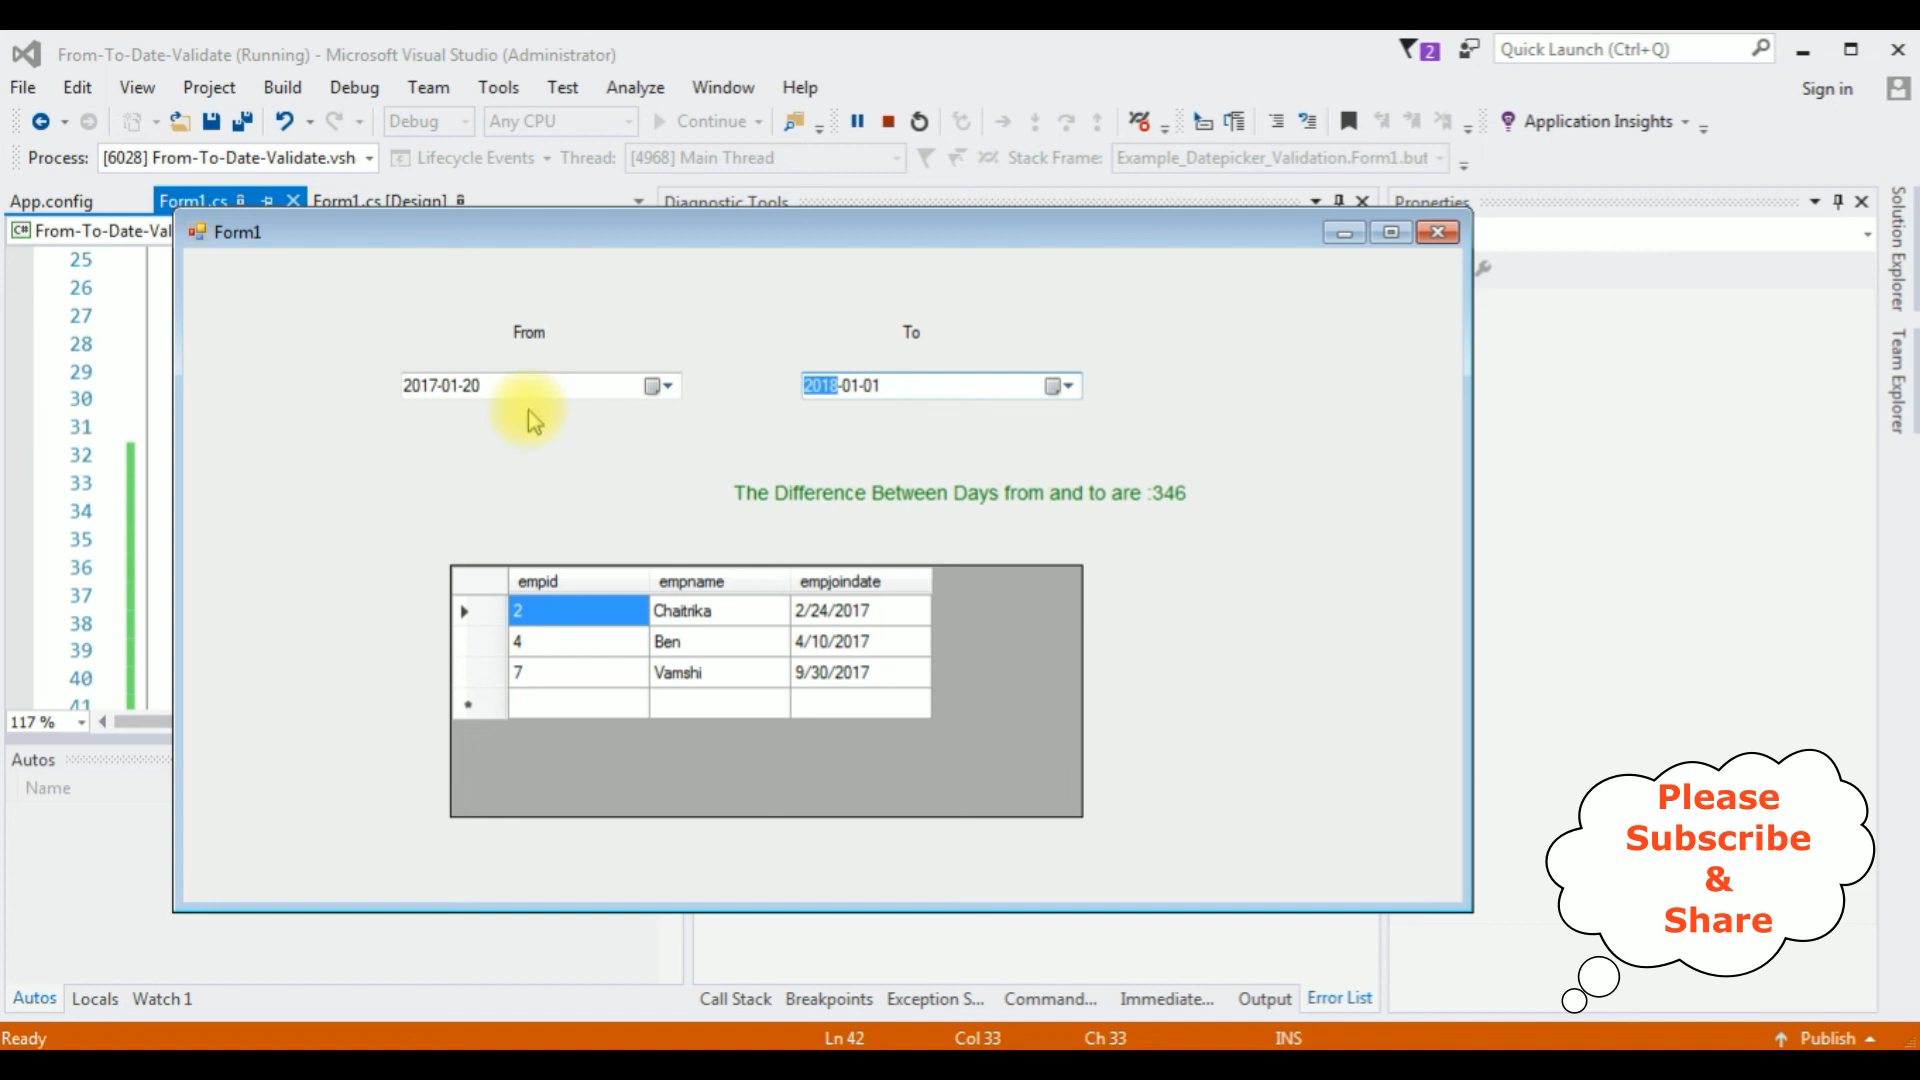 From-To-Date-Validate (Running) - Microsoft Visual Studio (Administrator)
2
Quick Launch (Ctrl+Q)
File Edit View Project Build Debug Team Tools Test Analyze Window Help
Sign in
Debug Any CPU Continue Application Insights
Process: [6028] From-To-Date-Validate.vsh Lifecycle Events Thread: [4968] Main Thread Stack Frame: Example_Datepicker_Validation.Form1.but
App.config Form1.cs Form1.cs [Design] Diagnostic Tools Properties
C# From-To-Date-Val
Form1
Solution Explorer
Team Explorer
25
26
27
28
29
30
31
32
33
34
35
36
37
38
39
40
41
From To
2017-01-20 2018-01-01
The Difference Between Days from and to are :346
empid empname empjoindate
2 Chaitrika 2/24/2017
4 Ben 4/10/2017
7 Vamshi 9/30/2017
*
117 %
Autos
Name
Please
Subscribe
&
Share
Autos Locals Watch 1
Call Stack Breakpoints Exception S... Command... Immediate... Output Error List
Ready Ln 42 Col 33 Ch 33 INS Publish